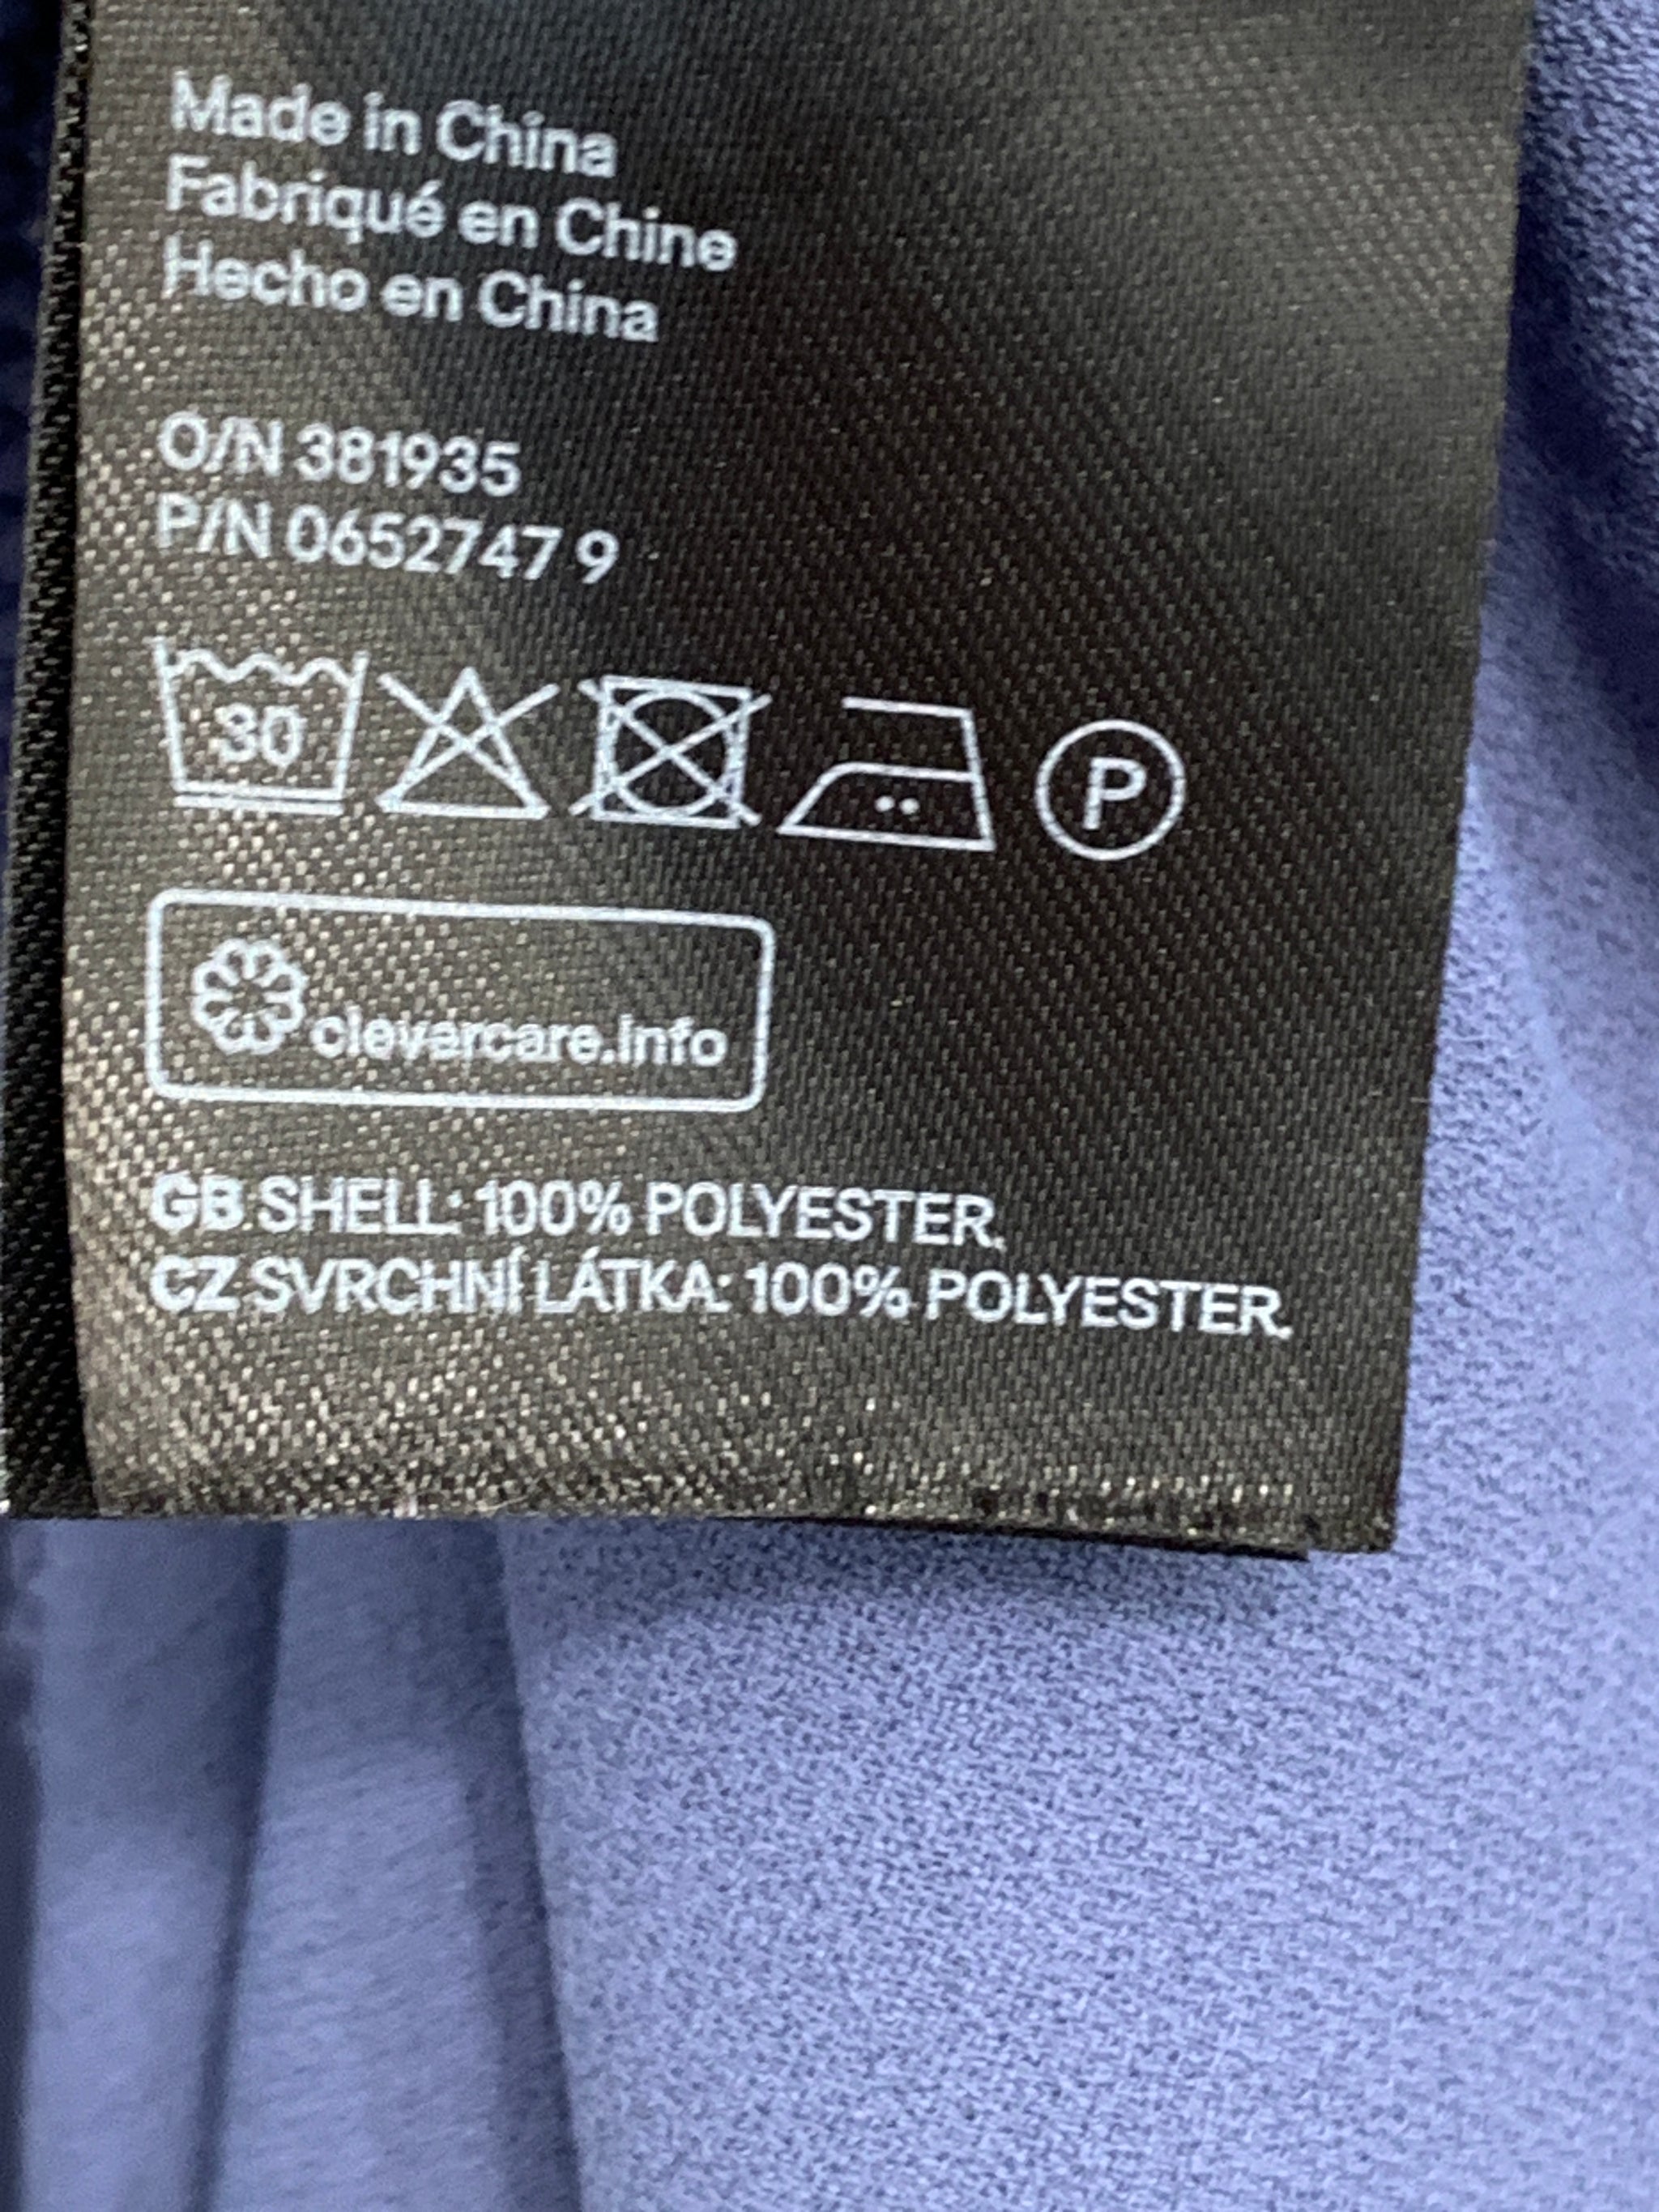 Made in China
Fabriqué en Chine
Hecho en China
O/N 381935
P/N 0652747 9
30
P
clevercare.info
GB SHELL: 100% POLYESTER.
CZ SVRCHNÍ LÁTKA: 100% POLYESTER.